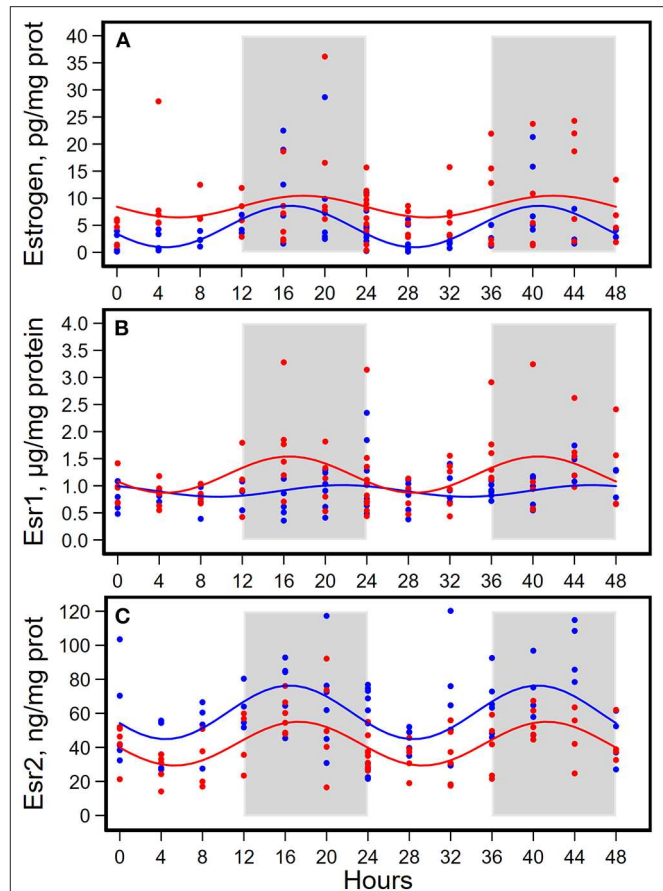 A
Estrogen, pg/mg prot
40
35
30
25
20
15
10
5
0
0 4 8 12 16 20 24 28 32 36 40 44 48
B
Esr1, µg/mg protein
4.0
3.5
3.0
2.5
2.0
1.5
1.0
0.5
0.0
0 4 8 12 16 20 24 28 32 36 40 44 48
C
Esr2, ng/mg prot
120
100
80
60
40
20
0
0 4 8 12 16 20 24 28 32 36 40 44 48
Hours